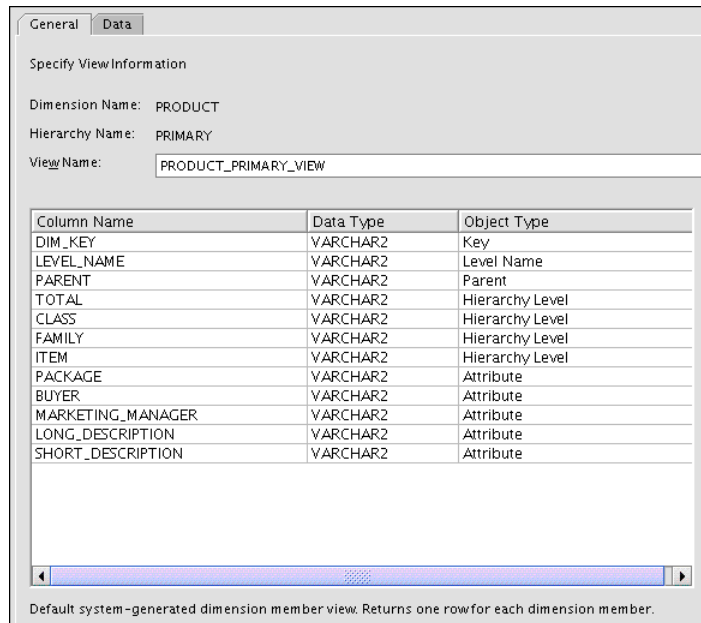 General Data
Specify View Information
Dimension Name: PRODUCT
Hierarchy Name: PRIMARY
View Name: PRODUCT_PRIMARY_VIEW
Column Name Data Type Object Type
DIM_KEY VARCHAR2 Key
LEVEL_NAME VARCHAR2 Level Name
PARENT VARCHAR2 Parent
TOTAL VARCHAR2 Hierarchy Level
CLASS VARCHAR2 Hierarchy Level
FAMILY VARCHAR2 Hierarchy Level
ITEM VARCHAR2 Hierarchy Level
PACKAGE VARCHAR2 Attribute
BUYER VARCHAR2 Attribute
MARKETING_MANAGER VARCHAR2 Attribute
LONG_DESCRIPTION VARCHAR2 Attribute
SHORT_DESCRIPTION VARCHAR2 Attribute
Default system-generated dimension member view. Returns one row for each dimension member.